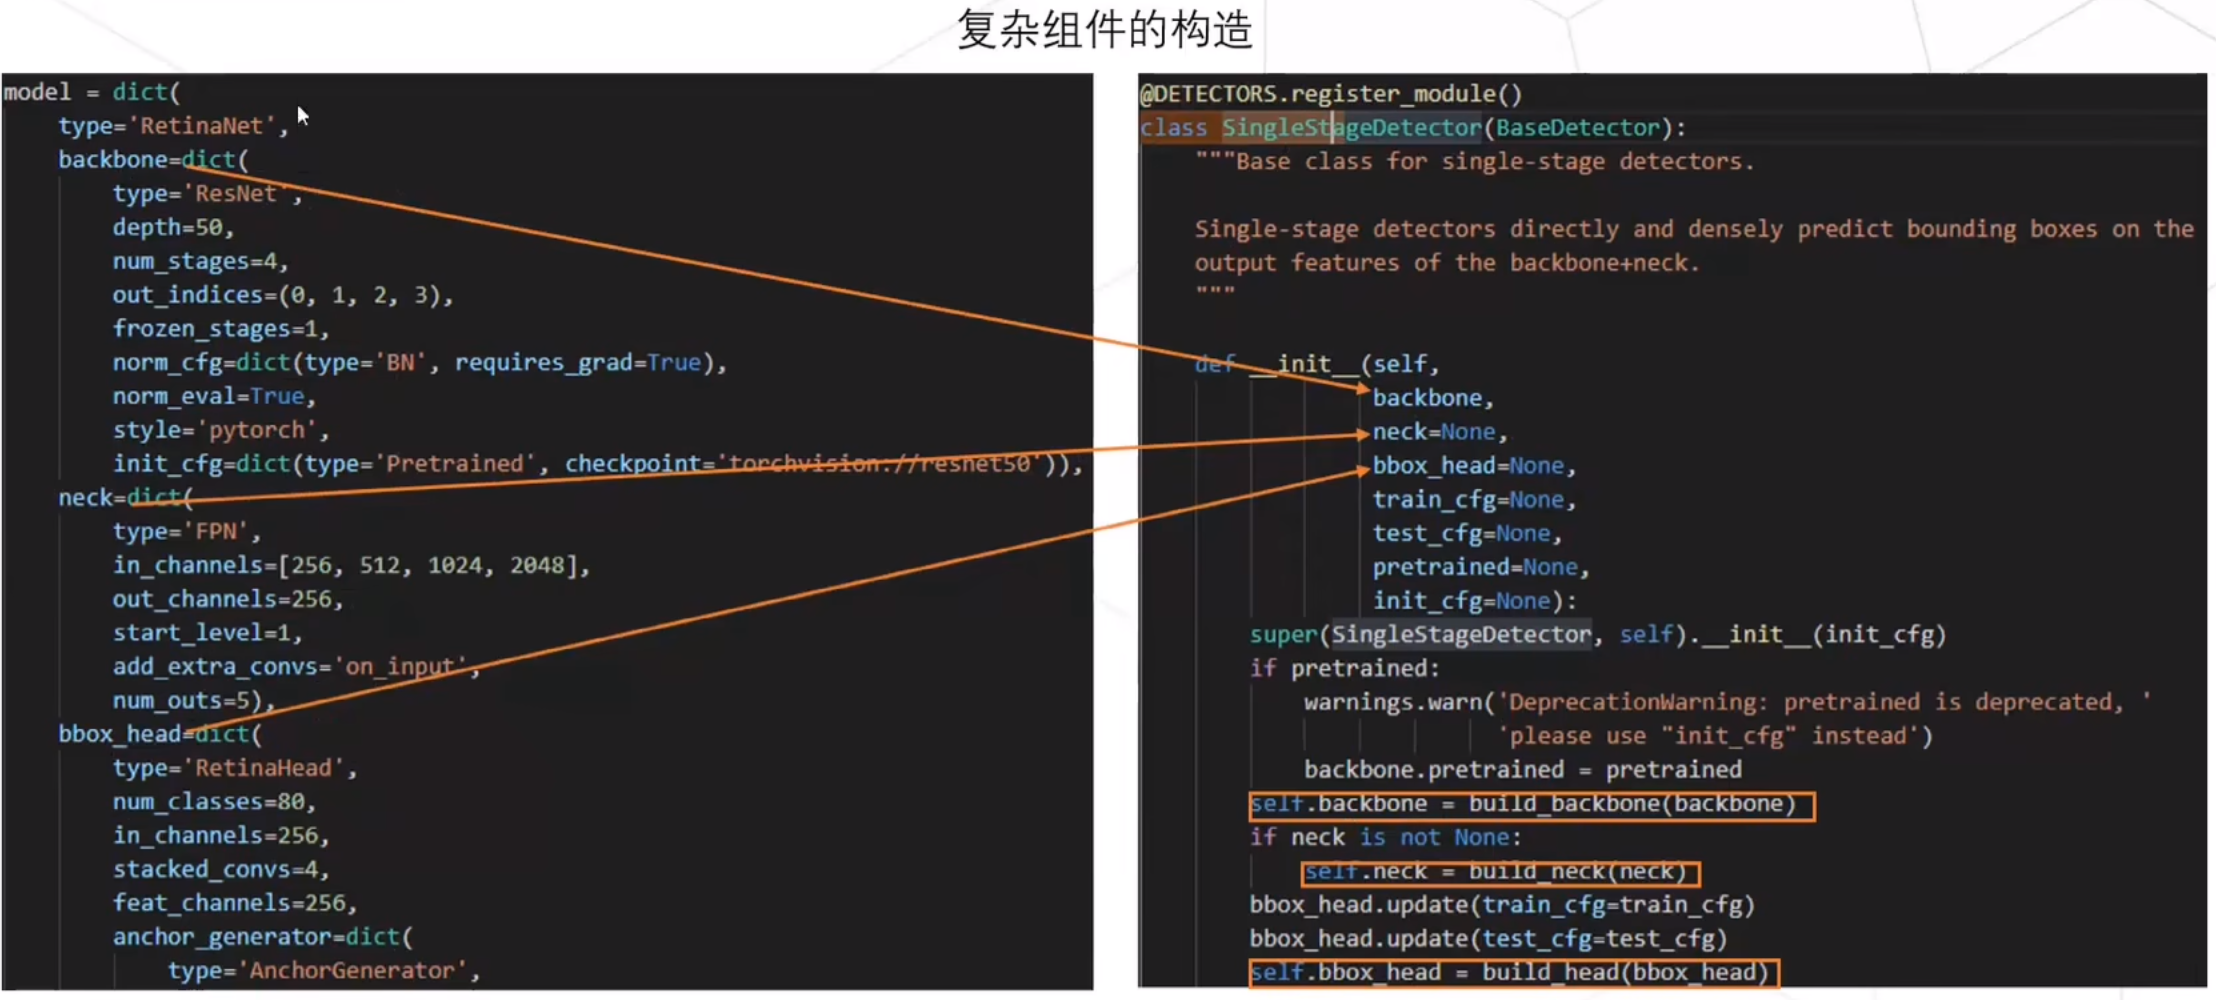 复杂组件的构造
model = dict(
    type='RetinaNet',
    backbone=dict(
        type='ResNet',
        depth=50,
        num_stages=4,
        out_indices=(0, 1, 2, 3),
        frozen_stages=1,
        norm_cfg=dict(type='BN', requires_grad=True),
        norm_eval=True,
        style='pytorch',
        init_cfg=dict(type='Pretrained', checkpoint='torchvision://resnet50')),
    neck=dict(
        type='FPN',
        in_channels=[256, 512, 1024, 2048],
        out_channels=256,
        start_level=1,
        add_extra_convs='on_input',
        num_outs=5),
    bbox_head=dict(
        type='RetinaHead',
        num_classes=80,
        in_channels=256,
        stacked_convs=4,
        feat_channels=256,
        anchor_generator=dict(
            type='AnchorGenerator',
@DETECTORS.register_module()
class SingleStageDetector(BaseDetector):
    """Base class for single-stage detectors.
    Single-stage detectors directly and densely predict bounding boxes on the
    output features of the backbone+neck.
    """
    def __init__(self,
                 backbone,
                 neck=None,
                 bbox_head=None,
                 train_cfg=None,
                 test_cfg=None,
                 pretrained=None,
                 init_cfg=None):
        super(SingleStageDetector, self).__init__(init_cfg)
        if pretrained:
            warnings.warn('DeprecationWarning: pretrained is deprecated, '
                          'please use "init_cfg" instead')
            backbone.pretrained = pretrained
        self.backbone = build_backbone(backbone)
        if neck is not None:
            self.neck = build_neck(neck)
        bbox_head.update(train_cfg=train_cfg)
        bbox_head.update(test_cfg=test_cfg)
        self.bbox_head = build_head(bbox_head)